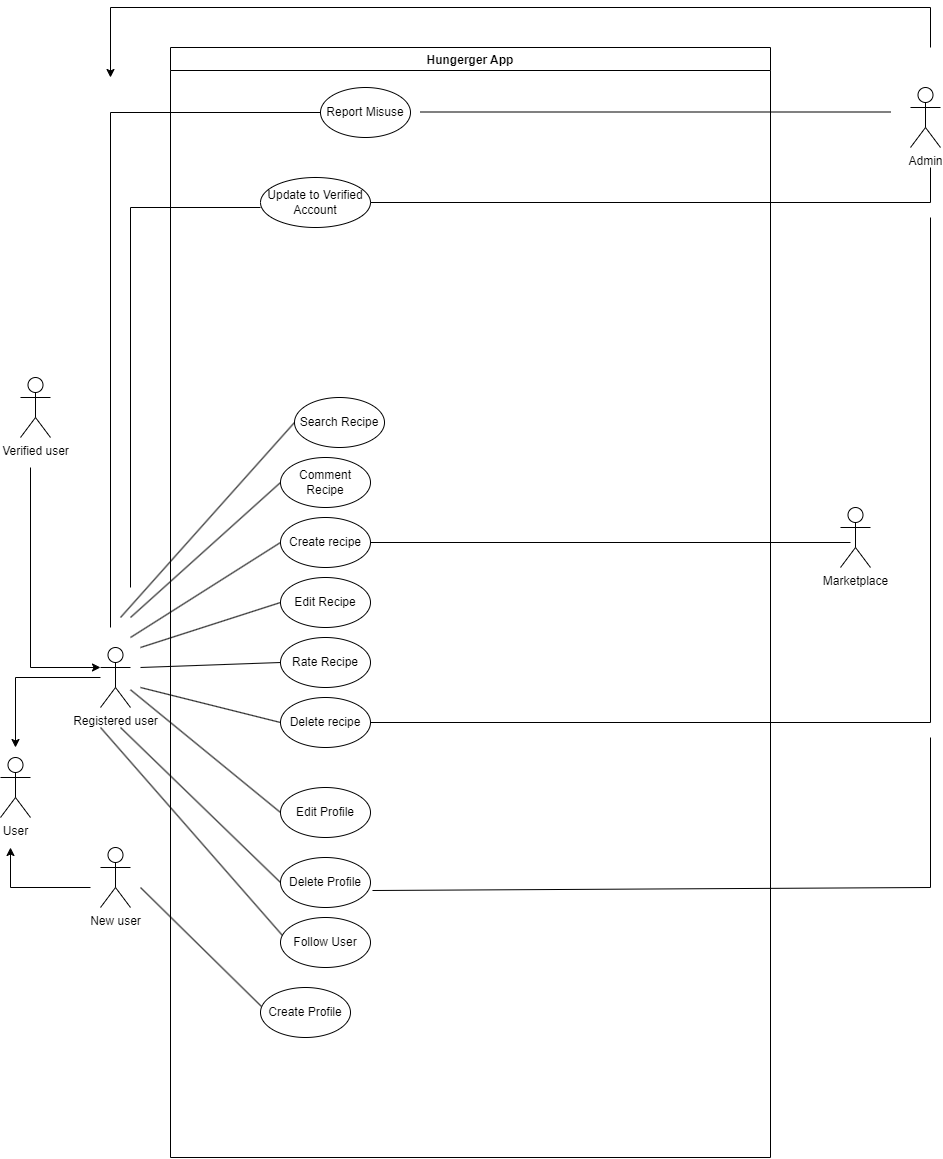 Hungerger App
Report Misuse
Admin
Update to Verified
Account
Verified user
Search Recipe
Comment
Recipe
Create recipe
Marketplace
Edit Recipe
Rate Recipe
Registered user
Delete recipe
User
Edit Profile
New user
Delete Profile
Follow User
Create Profile